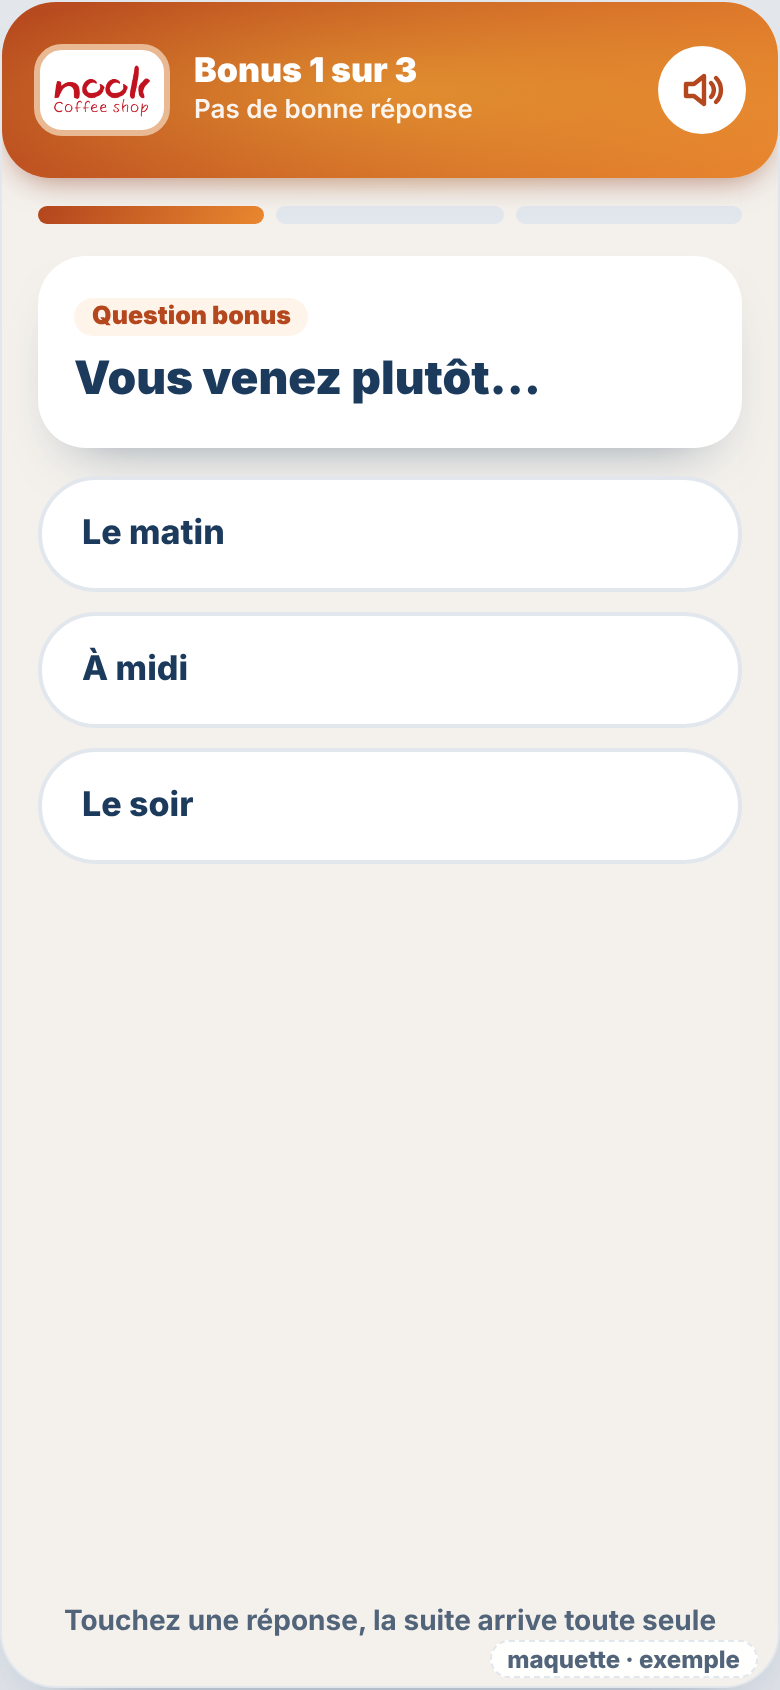 nook
Coffee shop
Bonus 1 sur 3
Pas de bonne réponse
Question bonus
Vous venez plutôt...
Le matin
À midi
Le soir
Touchez une réponse, la suite arrive toute seule
maquette · exemple